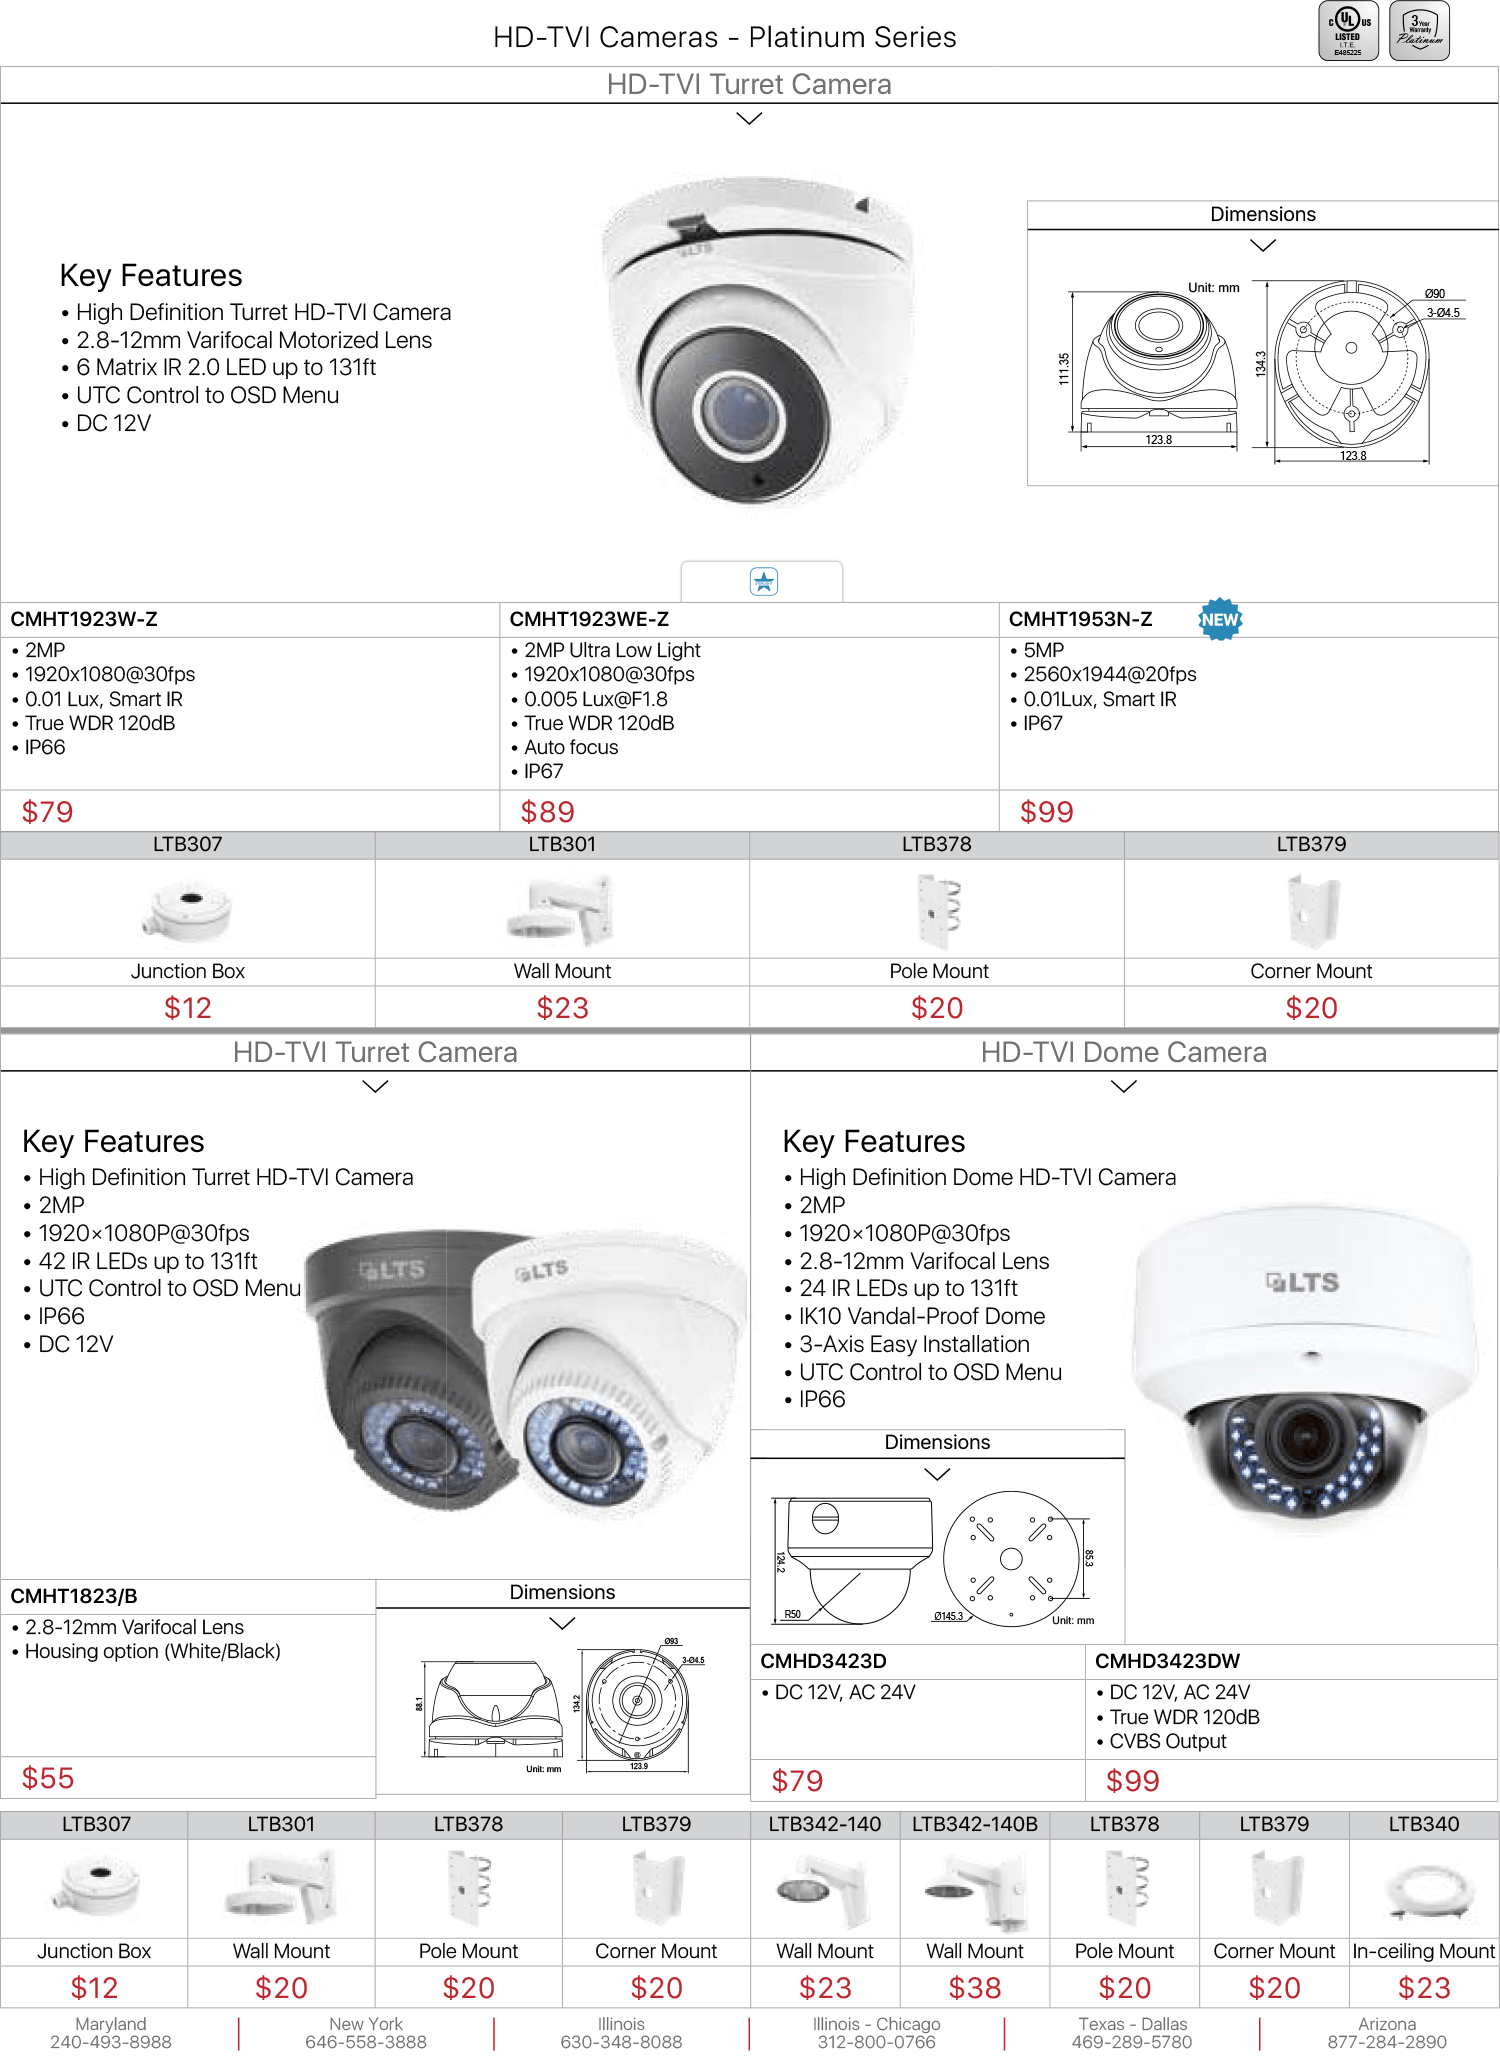 HD-TVI Cameras - Platinum Series
C UL US
LISTED
I.T.E.
E485225
3 Year
Warranty
Platinum
HD-TVI Turret Camera
Key Features
• High Definition Turret HD-TVI Camera
• 2.8-12mm Varifocal Motorized Lens
• 6 Matrix IR 2.0 LED up to 131ft
• UTC Control to OSD Menu
• DC 12V
LTS
Dimensions
Unit: mm
111.35
123.8
134.3
Ø90
3-Ø4.5
123.8
CMHT1923W-Z
• 2MP
• 1920x1080@30fps
• 0.01 Lux, Smart IR
• True WDR 120dB
• IP66
$79
CMHT1923WE-Z
• 2MP Ultra Low Light
• 1920x1080@30fps
• 0.005 Lux@F1.8
• True WDR 120dB
• Auto focus
• IP67
$89
CMHT1953N-Z
NEW
• 5MP
• 2560x1944@20fps
• 0.01Lux, Smart IR
• IP67
$99
LTB307 LTB301 LTB378 LTB379
Junction Box Wall Mount Pole Mount Corner Mount
$12 $23 $20 $20
HD-TVI Turret Camera
Key Features
• High Definition Turret HD-TVI Camera
• 2MP
• 1920×1080P@30fps
• 42 IR LEDs up to 131ft
• UTC Control to OSD Menu
• IP66
• DC 12V
LTS
LTS
CMHT1823/B
• 2.8-12mm Varifocal Lens
• Housing option (White/Black)
$55
Dimensions
88.1
134.2
Ø93
3-Ø4.5
123.9
Unit: mm
HD-TVI Dome Camera
Key Features
• High Definition Dome HD-TVI Camera
• 2MP
• 1920×1080P@30fps
• 2.8-12mm Varifocal Lens
• 24 IR LEDs up to 131ft
• IK10 Vandal-Proof Dome
• 3-Axis Easy Installation
• UTC Control to OSD Menu
• IP66
LTS
Dimensions
124.2
R50
Ø145.3
85.3
Unit: mm
CMHD3423D
• DC 12V, AC 24V
$79
CMHD3423DW
• DC 12V, AC 24V
• True WDR 120dB
• CVBS Output
$99
LTB307 LTB301 LTB378 LTB379 LTB342-140 LTB342-140B LTB378 LTB379 LTB340
Junction Box Wall Mount Pole Mount Corner Mount Wall Mount Wall Mount Pole Mount Corner Mount In-ceiling Mount
$12 $20 $20 $20 $23 $38 $20 $20 $23
Maryland New York Illinois Illinois - Chicago Texas - Dallas Arizona
240-493-8988 646-558-3888 630-348-8088 312-800-0766 469-289-5780 877-284-2890